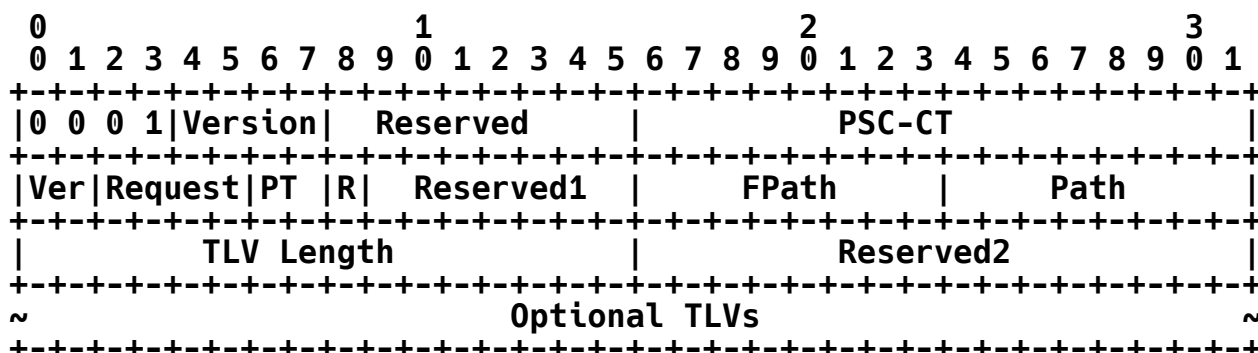 0                   1                   2                   3
 0 1 2 3 4 5 6 7 8 9 0 1 2 3 4 5 6 7 8 9 0 1 2 3 4 5 6 7 8 9 0 1
+-+-+-+-+-+-+-+-+-+-+-+-+-+-+-+-+-+-+-+-+-+-+-+-+-+-+-+-+-+-+-+-+
|0 0 0 1|Version|  Reserved     |          PSC-CT               |
+-+-+-+-+-+-+-+-+-+-+-+-+-+-+-+-+-+-+-+-+-+-+-+-+-+-+-+-+-+-+-+-+
|Ver|Request|PT |R|  Reserved1  |     FPath     |     Path      |
+-+-+-+-+-+-+-+-+-+-+-+-+-+-+-+-+-+-+-+-+-+-+-+-+-+-+-+-+-+-+-+-+
|         TLV Length            |          Reserved2            |
+-+-+-+-+-+-+-+-+-+-+-+-+-+-+-+-+-+-+-+-+-+-+-+-+-+-+-+-+-+-+-+-+
~                         Optional TLVs                         ~
+-+-+-+-+-+-+-+-+-+-+-+-+-+-+-+-+-+-+-+-+-+-+-+-+-+-+-+-+-+-+-+-+